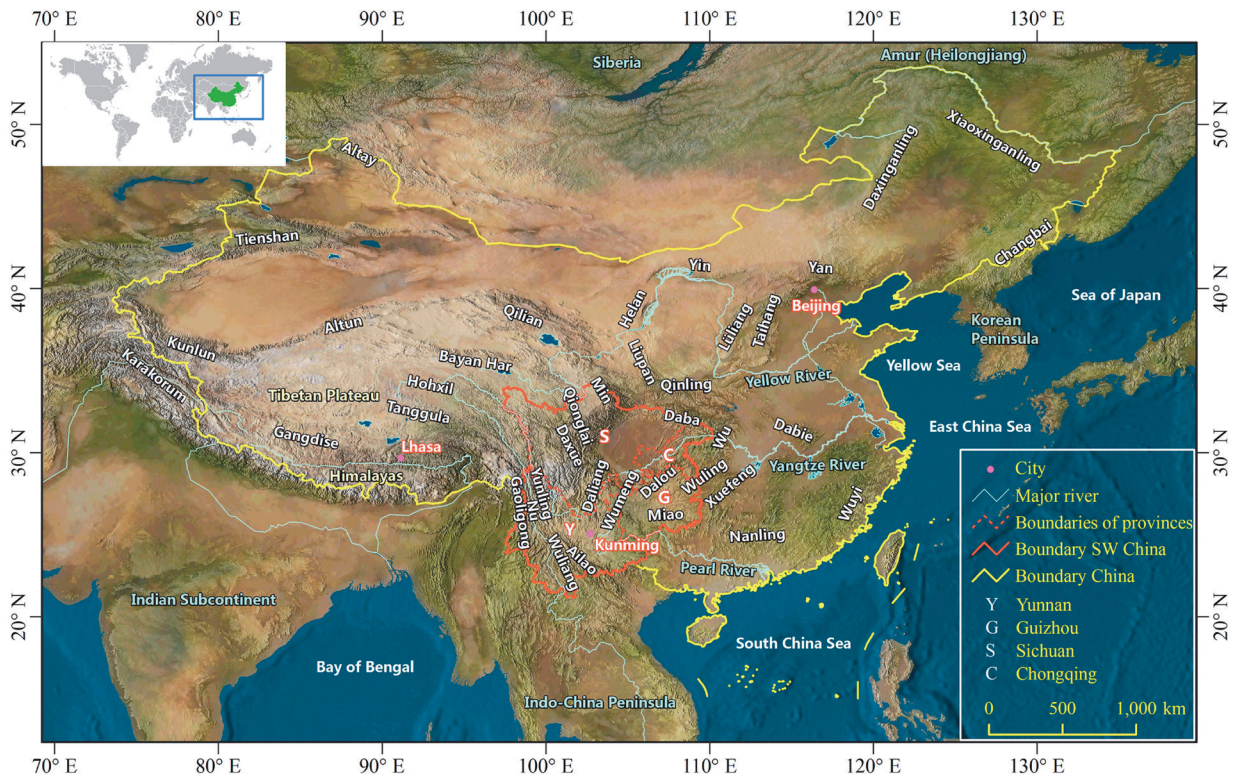 70° E
80° E
90° E
100° E
110° E
120° E
130° E
50° N
40° N
30° N
20° N
50° N
40° N
30° N
20° N
Siberia
Amur (Heilongjiang)
Altay
Xiaoxinganling
Daxinganling
Tienshan
Changbai
Yin
Yan
Beijing
Sea of Japan
Helan
Lüliang
Taihang
Korean
Peninsula
Altun
Qilian
Kunlun
Karakorum
Bayan Har
Liupan
Yellow Sea
Hohxil
Min
Qinling
Yellow River
Tibetan Plateau
Tanggula
Qionglai
Daba
Gangdise
Lhasa
Daxue
S
Wu
Dabie
East China Sea
C
Himalayas
Yunling
Daliang
Dalou
Wuling
Yangtze River
Gaoligong
Nu
Wumeng
G
Xuefeng
Wuyi
Miao
Y
Kunming
Nanling
Ailao
Wuliang
Pearl River
Indian Subcontinent
South China Sea
Bay of Bengal
Indo-China Peninsula
City
Major river
Boundaries of provinces
Boundary SW China
Boundary China
Y Yunnan
G Guizhou
S Sichuan
C Chongqing
0 500 1,000 km
70° E
80° E
90° E
100° E
110° E
120° E
130° E